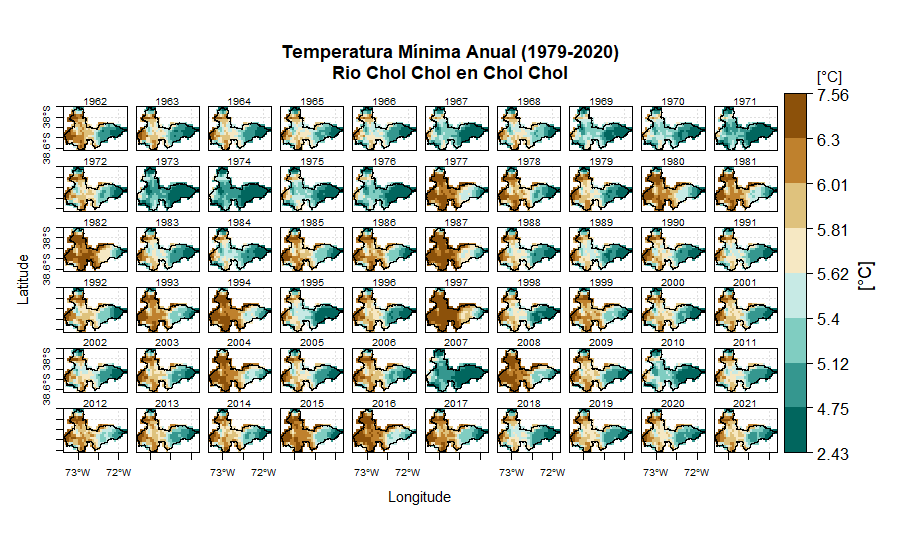 Temperatura Mínima Anual (1979-2020)
Rio Chol Chol en Chol Chol
[°C]
1962 1963 1964 1965 1966 1967 1968 1969 1970 1971
38°S
38.6°S
1972 1973 1974 1975 1976 1977 1978 1979 1980 1981
1982 1983 1984 1985 1986 1987 1988 1989 1990 1991
38°S
38.6°S
1992 1993 1994 1995 1996 1997 1998 1999 2000 2001
2002 2003 2004 2005 2006 2007 2008 2009 2010 2011
38°S
38.6°S
2012 2013 2014 2015 2016 2017 2018 2019 2020 2021
73°W 72°W 73°W 72°W 73°W 72°W 73°W 72°W 73°W 72°W
Longitude
Latitude
7.56
6.3
6.01
5.81
5.62
5.4
5.12
4.75
2.43
[°C]